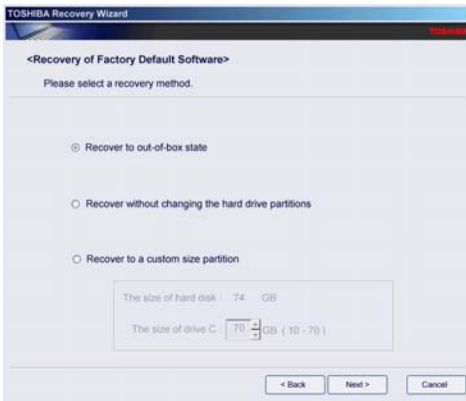 TOSHIBA Recovery Wizard
TOSHIBA
<Recovery of Factory Default Software>
Please select a recovery method.
Recover to out-of-box state
Recover without changing the hard drive partitions
Recover to a custom size partition
The size of hard disk : 74 GB
The size of drive C : 70 GB ( 10 - 70 )
< Back Next > Cancel